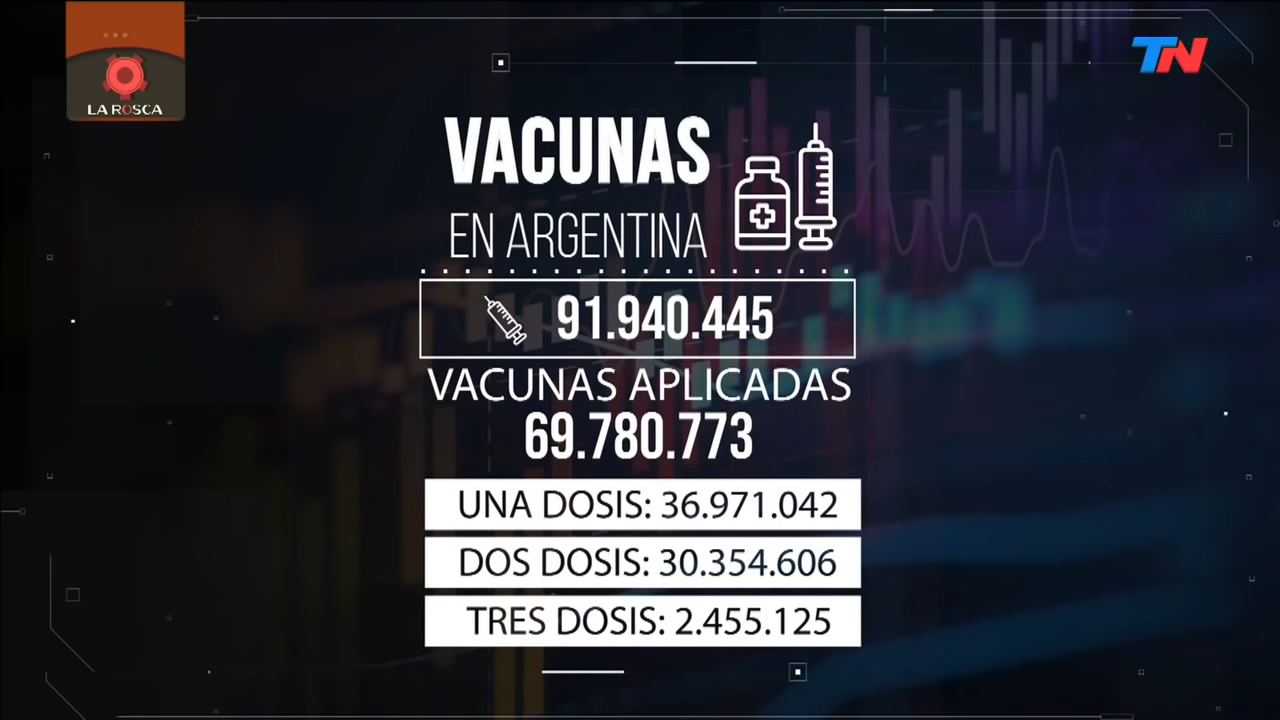 LA ROSCA
TN
VACUNAS
EN ARGENTINA
91.940.445
VACUNAS APLICADAS
69.780.773
UNA DOSIS: 36.971.042
DOS DOSIS: 30.354.606
TRES DOSIS: 2.455.125